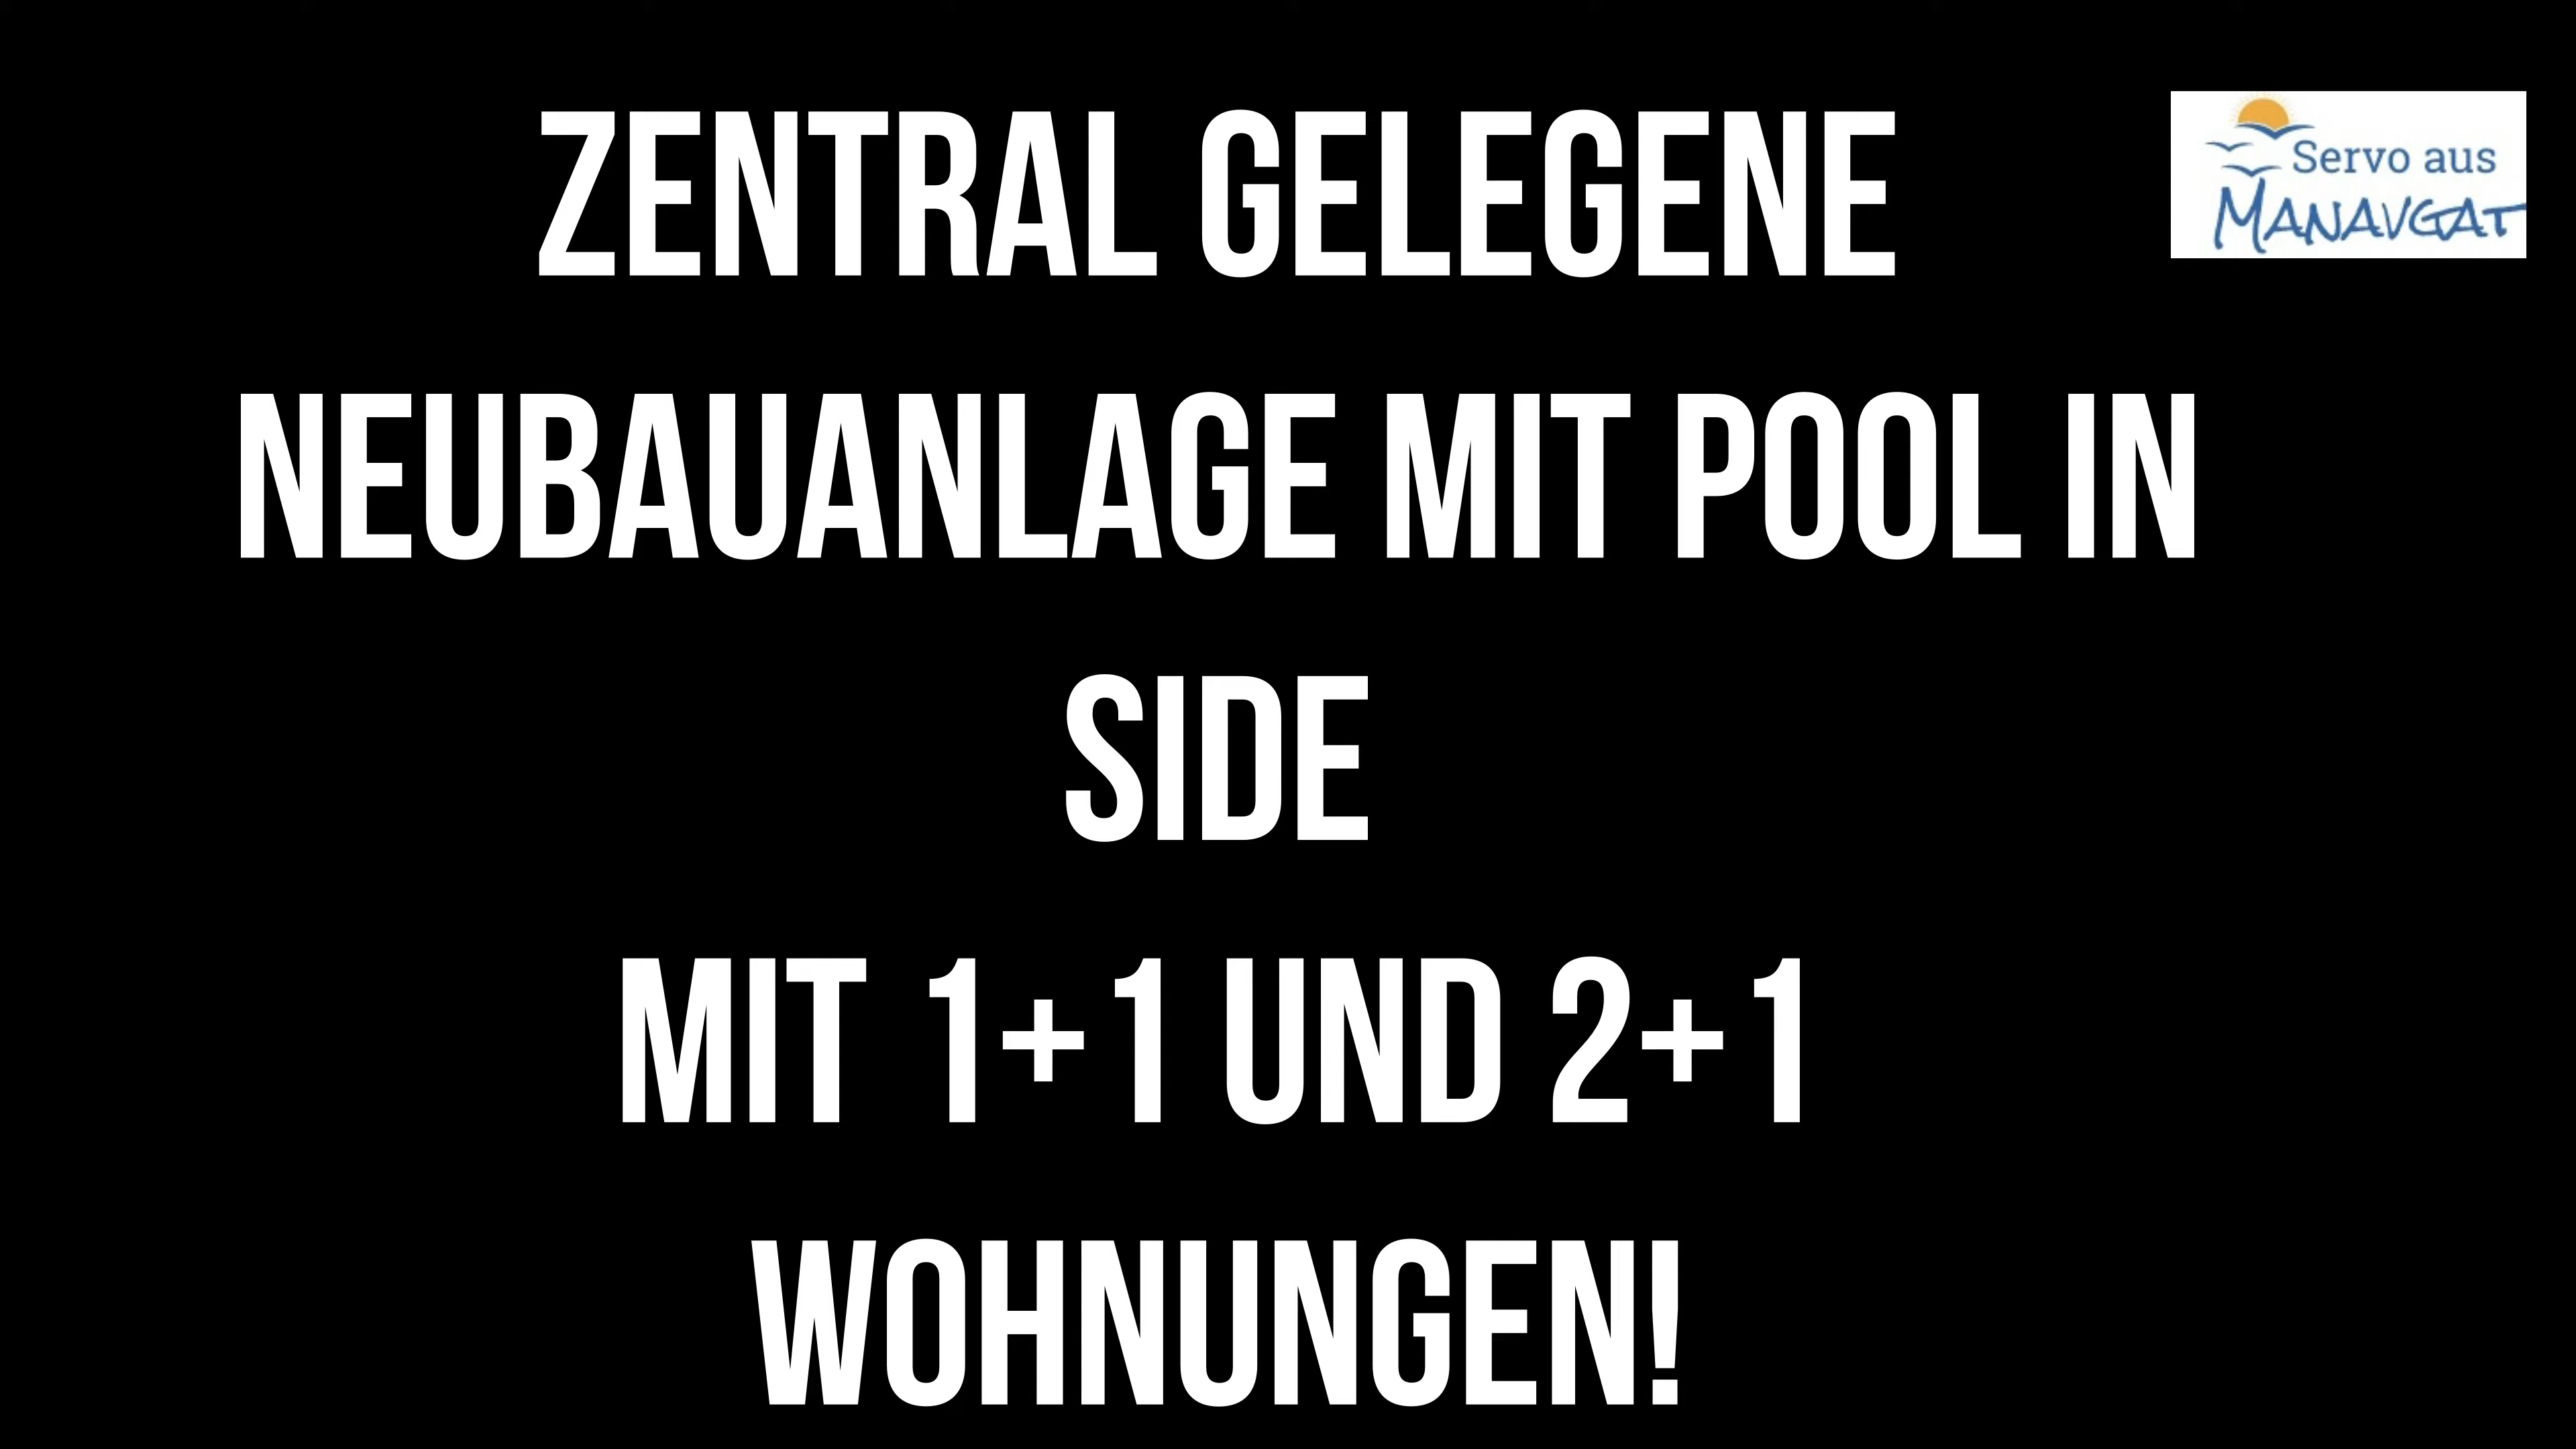 ZENTRAL GELEGENE
Servo aus
MANAVGAT
NEUBAUANLAGE MIT POOL IN
SIDE
MIT 1+1 UND 2+1
WOHNUNGEN!